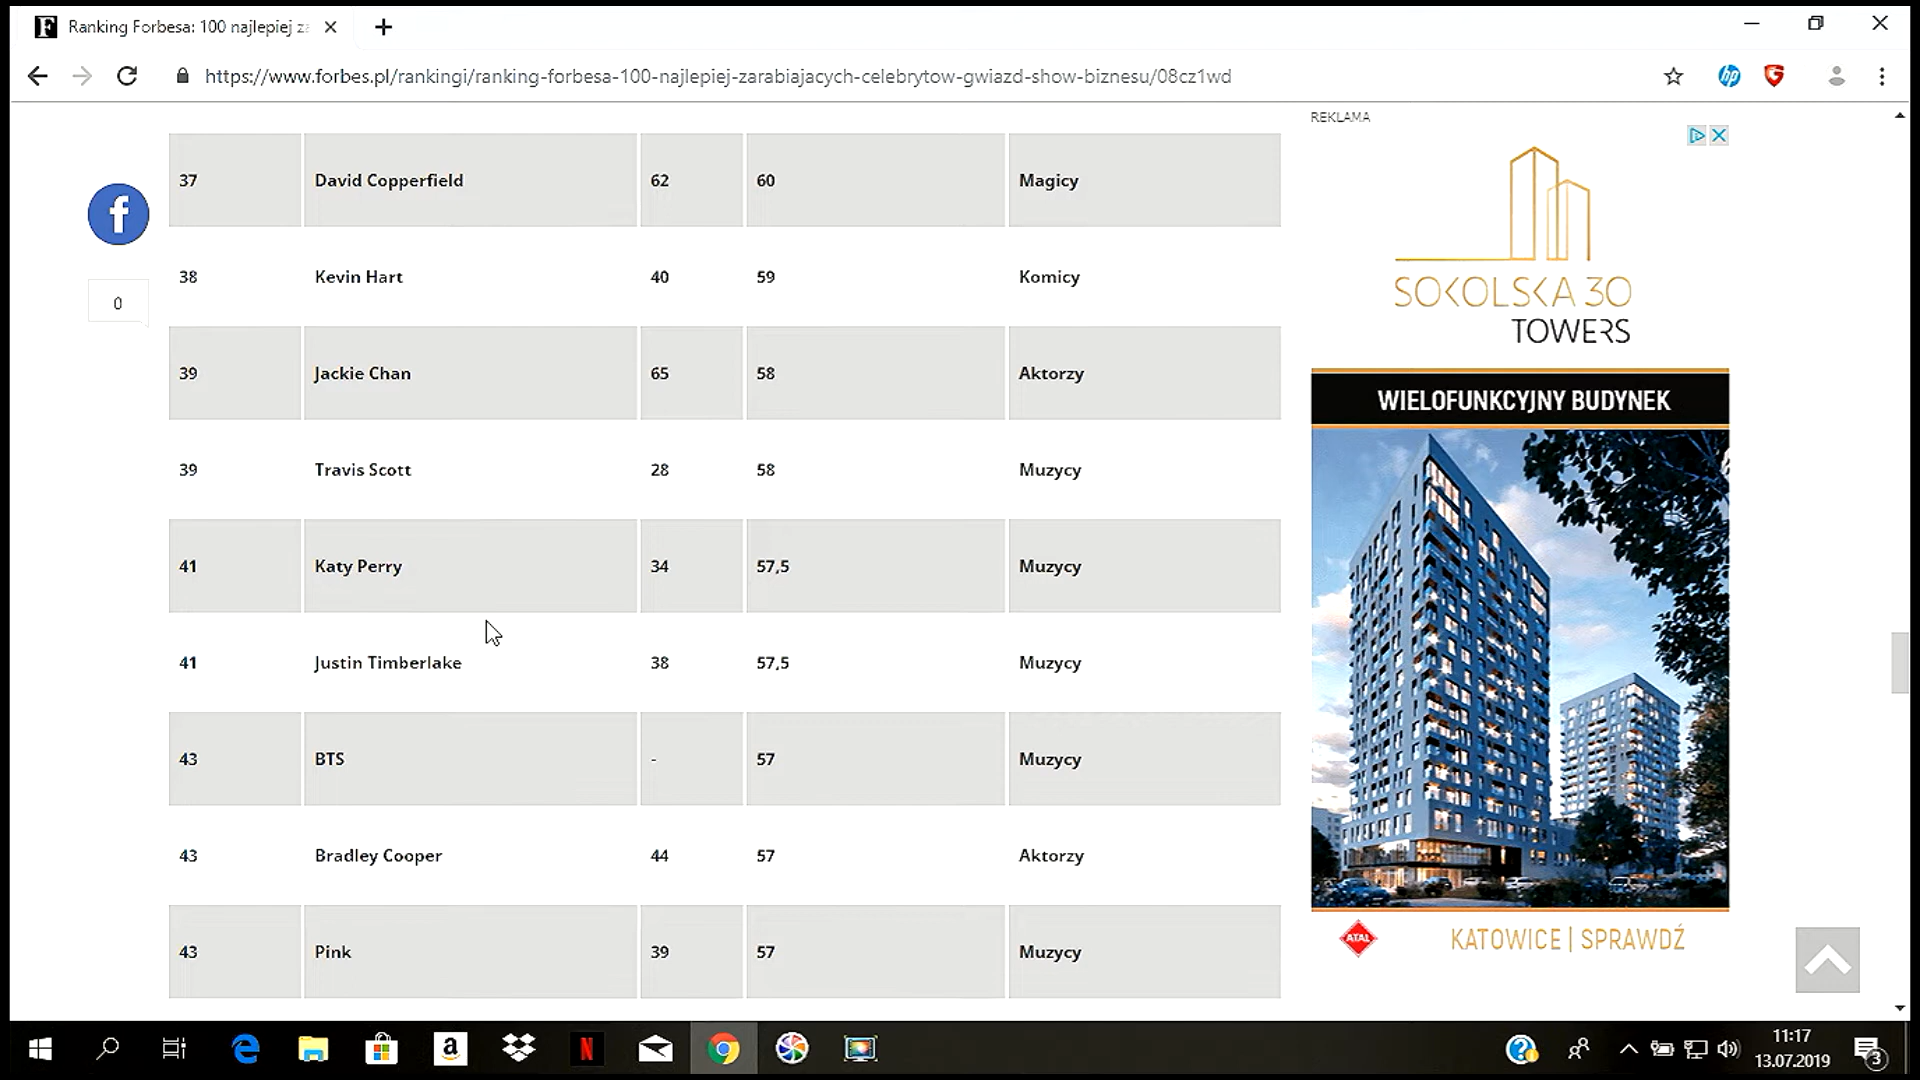 Ranking Forbesa: 100 najlepiej
https://www.forbes.pl/rankingi/ranking-forbesa-100-najlepiej-zarabiajacych-celebrytow-gwiazd-show-biznesu/08cz1wd
hp
f
0
37 David Copperfield 62 60 Magicy
38 Kevin Hart 40 59 Komicy
39 Jackie Chan 65 58 Aktorzy
39 Travis Scott 28 58 Muzycy
41 Katy Perry 34 57,5 Muzycy
41 Justin Timberlake 38 57,5 Muzycy
43 BTS - 57 Muzycy
43 Bradley Cooper 44 57 Aktorzy
43 Pink 39 57 Muzycy
REKLAMA
SOKOLSKA 30
TOWERS
WIELOFUNKCYJNY BUDYNEK
ATAL
KATOWICE | SPRAWDŹ
11:17
13.07.2019
3